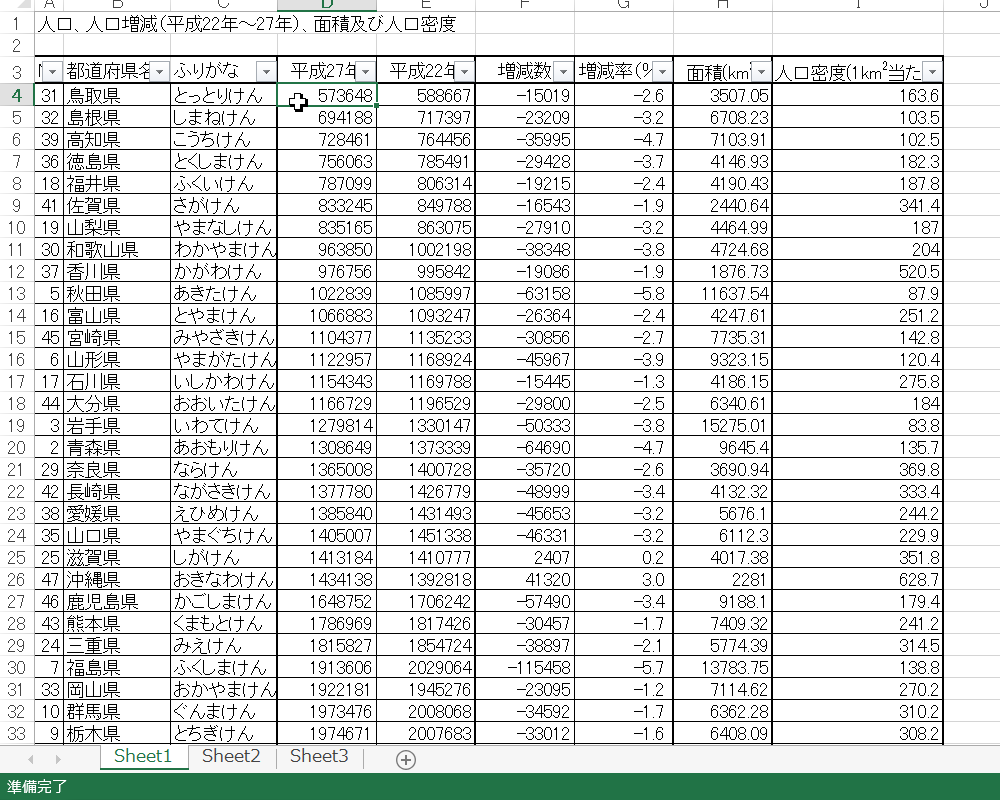 A B C D E F G H I J
1 人口、人口増減(平成22年～27年)、面積及び人口密度
2
3 都道府県名 ふりがな 平成27年 平成22年 増減数 増減率(% 面積(km² 人口密度(1km²当た
4 31 鳥取県 とっとりけん 573648 588667 -15019 -2.6 3507.05 163.6
5 32 島根県 しまねけん 694188 717397 -23209 -3.2 6708.23 103.5
6 39 高知県 こうちけん 728461 764456 -35995 -4.7 7103.91 102.5
7 36 徳島県 とくしまけん 756063 785491 -29428 -3.7 4146.93 182.3
8 18 福井県 ふくいけん 787099 806314 -19215 -2.4 4190.43 187.8
9 41 佐賀県 さがけん 833245 849788 -16543 -1.9 2440.64 341.4
10 19 山梨県 やまなしけん 835165 863075 -27910 -3.2 4464.99 187
11 30 和歌山県 わかやまけん 963850 1002198 -38348 -3.8 4724.68 204
12 37 香川県 かがわけん 976756 995842 -19086 -1.9 1876.73 520.5
13 5 秋田県 あきたけん 1022839 1085997 -63158 -5.8 11637.54 87.9
14 16 富山県 とやまけん 1066883 1093247 -26364 -2.4 4247.61 251.2
15 45 宮崎県 みやざきけん 1104377 1135233 -30856 -2.7 7735.31 142.8
16 6 山形県 やまがたけん 1122957 1168924 -45967 -3.9 9323.15 120.4
17 17 石川県 いしかわけん 1154343 1169788 -15445 -1.3 4186.15 275.8
18 44 大分県 おおいたけん 1166729 1196529 -29800 -2.5 6340.61 184
19 3 岩手県 いわてけん 1279814 1330147 -50333 -3.8 15275.01 83.8
20 2 青森県 あおもりけん 1308649 1373339 -64690 -4.7 9645.4 135.7
21 29 奈良県 ならけん 1365008 1400728 -35720 -2.6 3690.94 369.8
22 42 長崎県 ながさきけん 1377780 1426779 -48999 -3.4 4132.32 333.4
23 38 愛媛県 えひめけん 1385840 1431493 -45653 -3.2 5676.1 244.2
24 35 山口県 やまぐちけん 1405007 1451338 -46331 -3.2 6112.3 229.9
25 25 滋賀県 しがけん 1413184 1410777 2407 0.2 4017.38 351.8
26 47 沖縄県 おきなわけん 1434138 1392818 41320 3.0 2281 628.7
27 46 鹿児島県 かごしまけん 1648752 1706242 -57490 -3.4 9188.1 179.4
28 43 熊本県 くまもとけん 1786969 1817426 -30457 -1.7 7409.32 241.2
29 24 三重県 みえけん 1815827 1854724 -38897 -2.1 5774.39 314.5
30 7 福島県 ふくしまけん 1913606 2029064 -115458 -5.7 13783.75 138.8
31 33 岡山県 おかやまけん 1922181 1945276 -23095 -1.2 7114.62 270.2
32 10 群馬県 ぐんまけん 1973476 2008068 -34592 -1.7 6362.28 310.2
33 9 栃木県 とちぎけん 1974671 2007683 -33012 -1.6 6408.09 308.2
Sheet1 Sheet2 Sheet3
準備完了